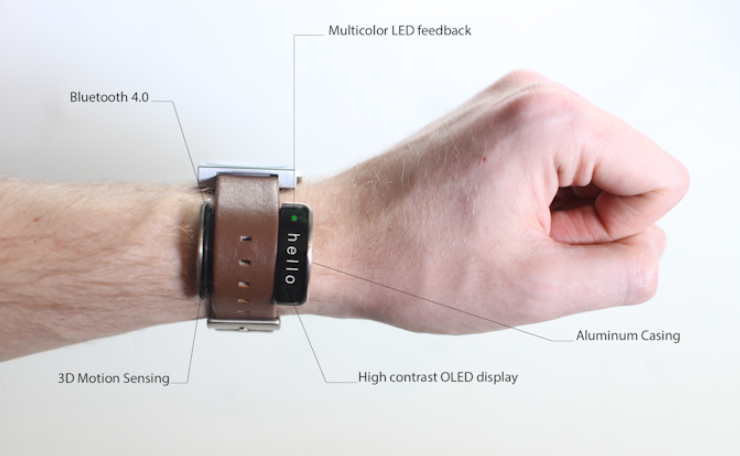 Multicolor LED feedback
Bluetooth 4.0
hello
Aluminum Casing
3D Motion Sensing
High contrast OLED display